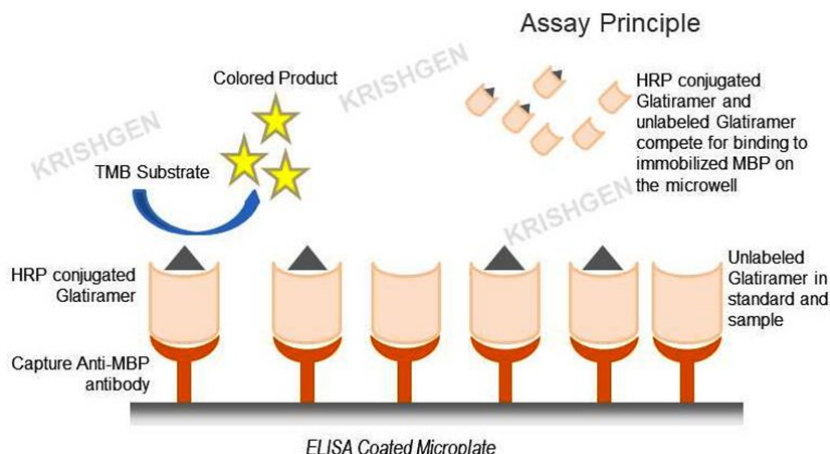 Assay Principle
Colored Product
TMB Substrate
HRP conjugated
Glatiramer and
unlabeled Glatiramer
compete for binding to
immobilized MBP on
the microwell
HRP conjugated
Glatiramer
Unlabeled
Glatiramer in
standard and
sample
Capture Anti-MBP
antibody
ELISA Coated Microplate
KRISHGEN
KRISHGEN
KRISHGEN